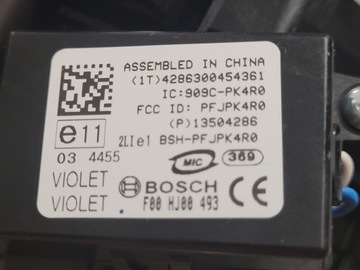 ASSEMBLED IN CHINA
(1T)4286300454361
IC:909C-PK4R0
FCC ID: PFJPK4R0
(P)13504286
e11
2LIe1 BSH-PFJPK4R0
03 4455
MIC 369
VIOLET
BOSCH CE
VIOLET
F00 HJ00 493